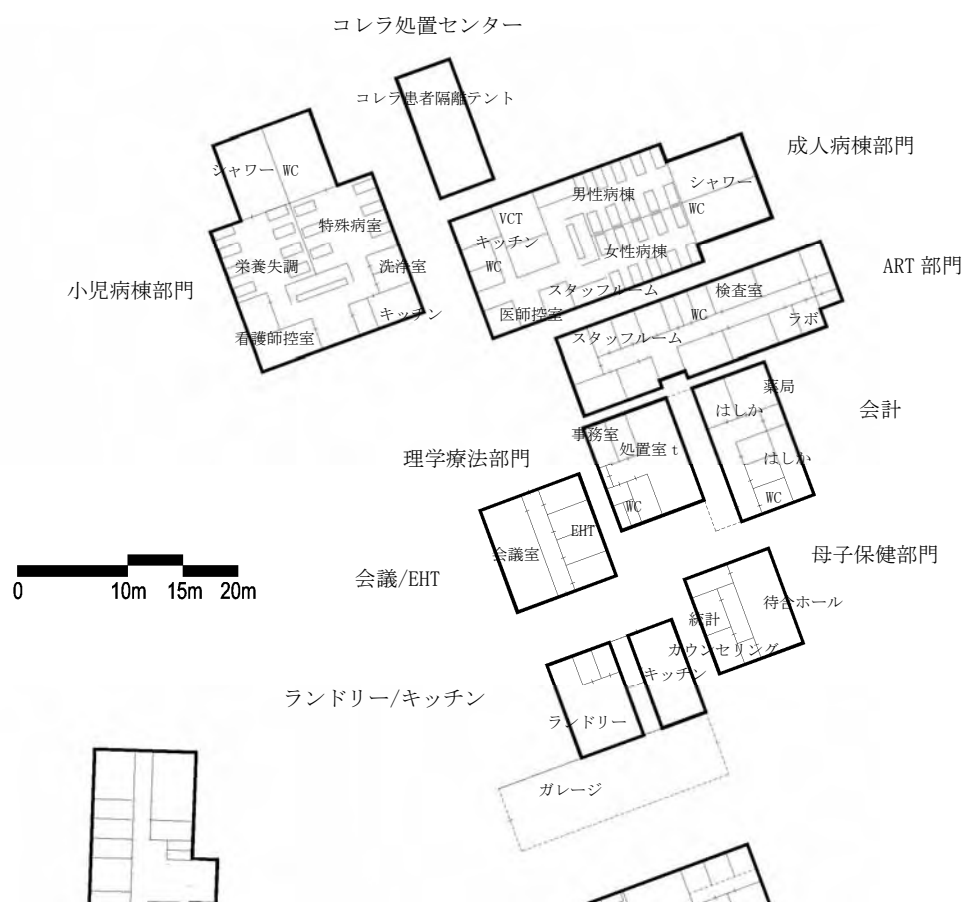 コレラ処置センター
コレラ患者隔離テント
成人病棟部門
シャワー WC
男性病棟
シャワー
特殊病室
VCT
WC
キッチン
女性病棟
栄養失調
洗浄室
WC
ART 部門
小児病棟部門
スタッフルーム
検査室
キッチン
医師控室
WC
ラボ
看護師控室
スタッフルーム
薬局
はしか
会計
事務室
処置室 t
理学療法部門
はしか
WC
WC
EHT
会議室
母子保健部門
会議/EHT
0 10m 15m 20m
待合ホール
統計
カウンセリング
キッチン
ランドリー/キッチン
ランドリー
ガレージ